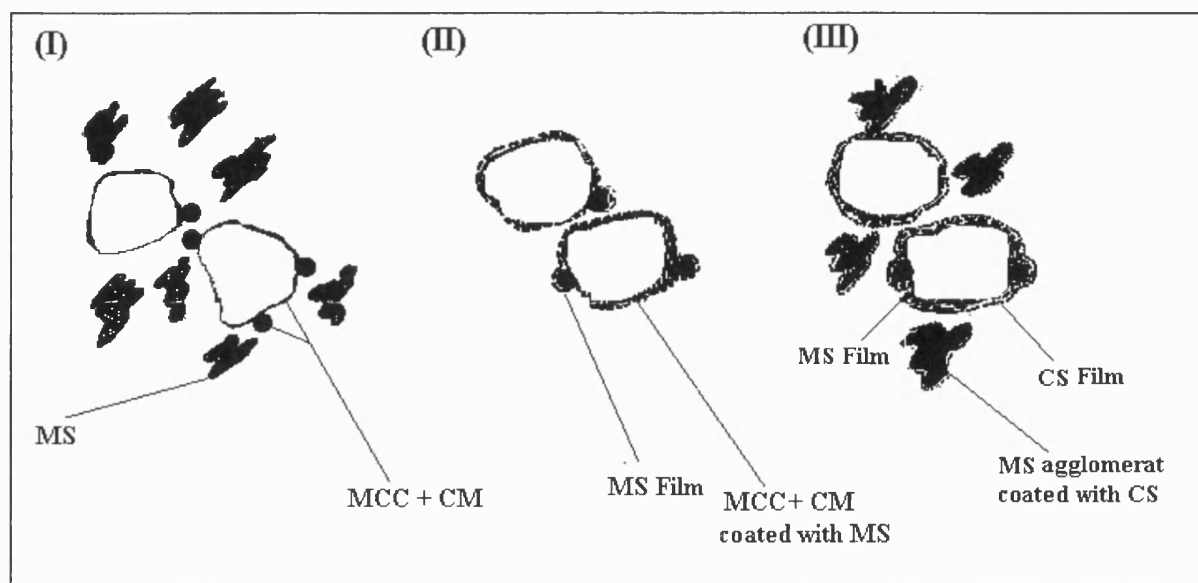 (I)
(II)
(III)
MS
MCC + CM
MS Film
MCC+ CM
coated with MS
MS Film
CS Film
MS agglomerat
coated with CS